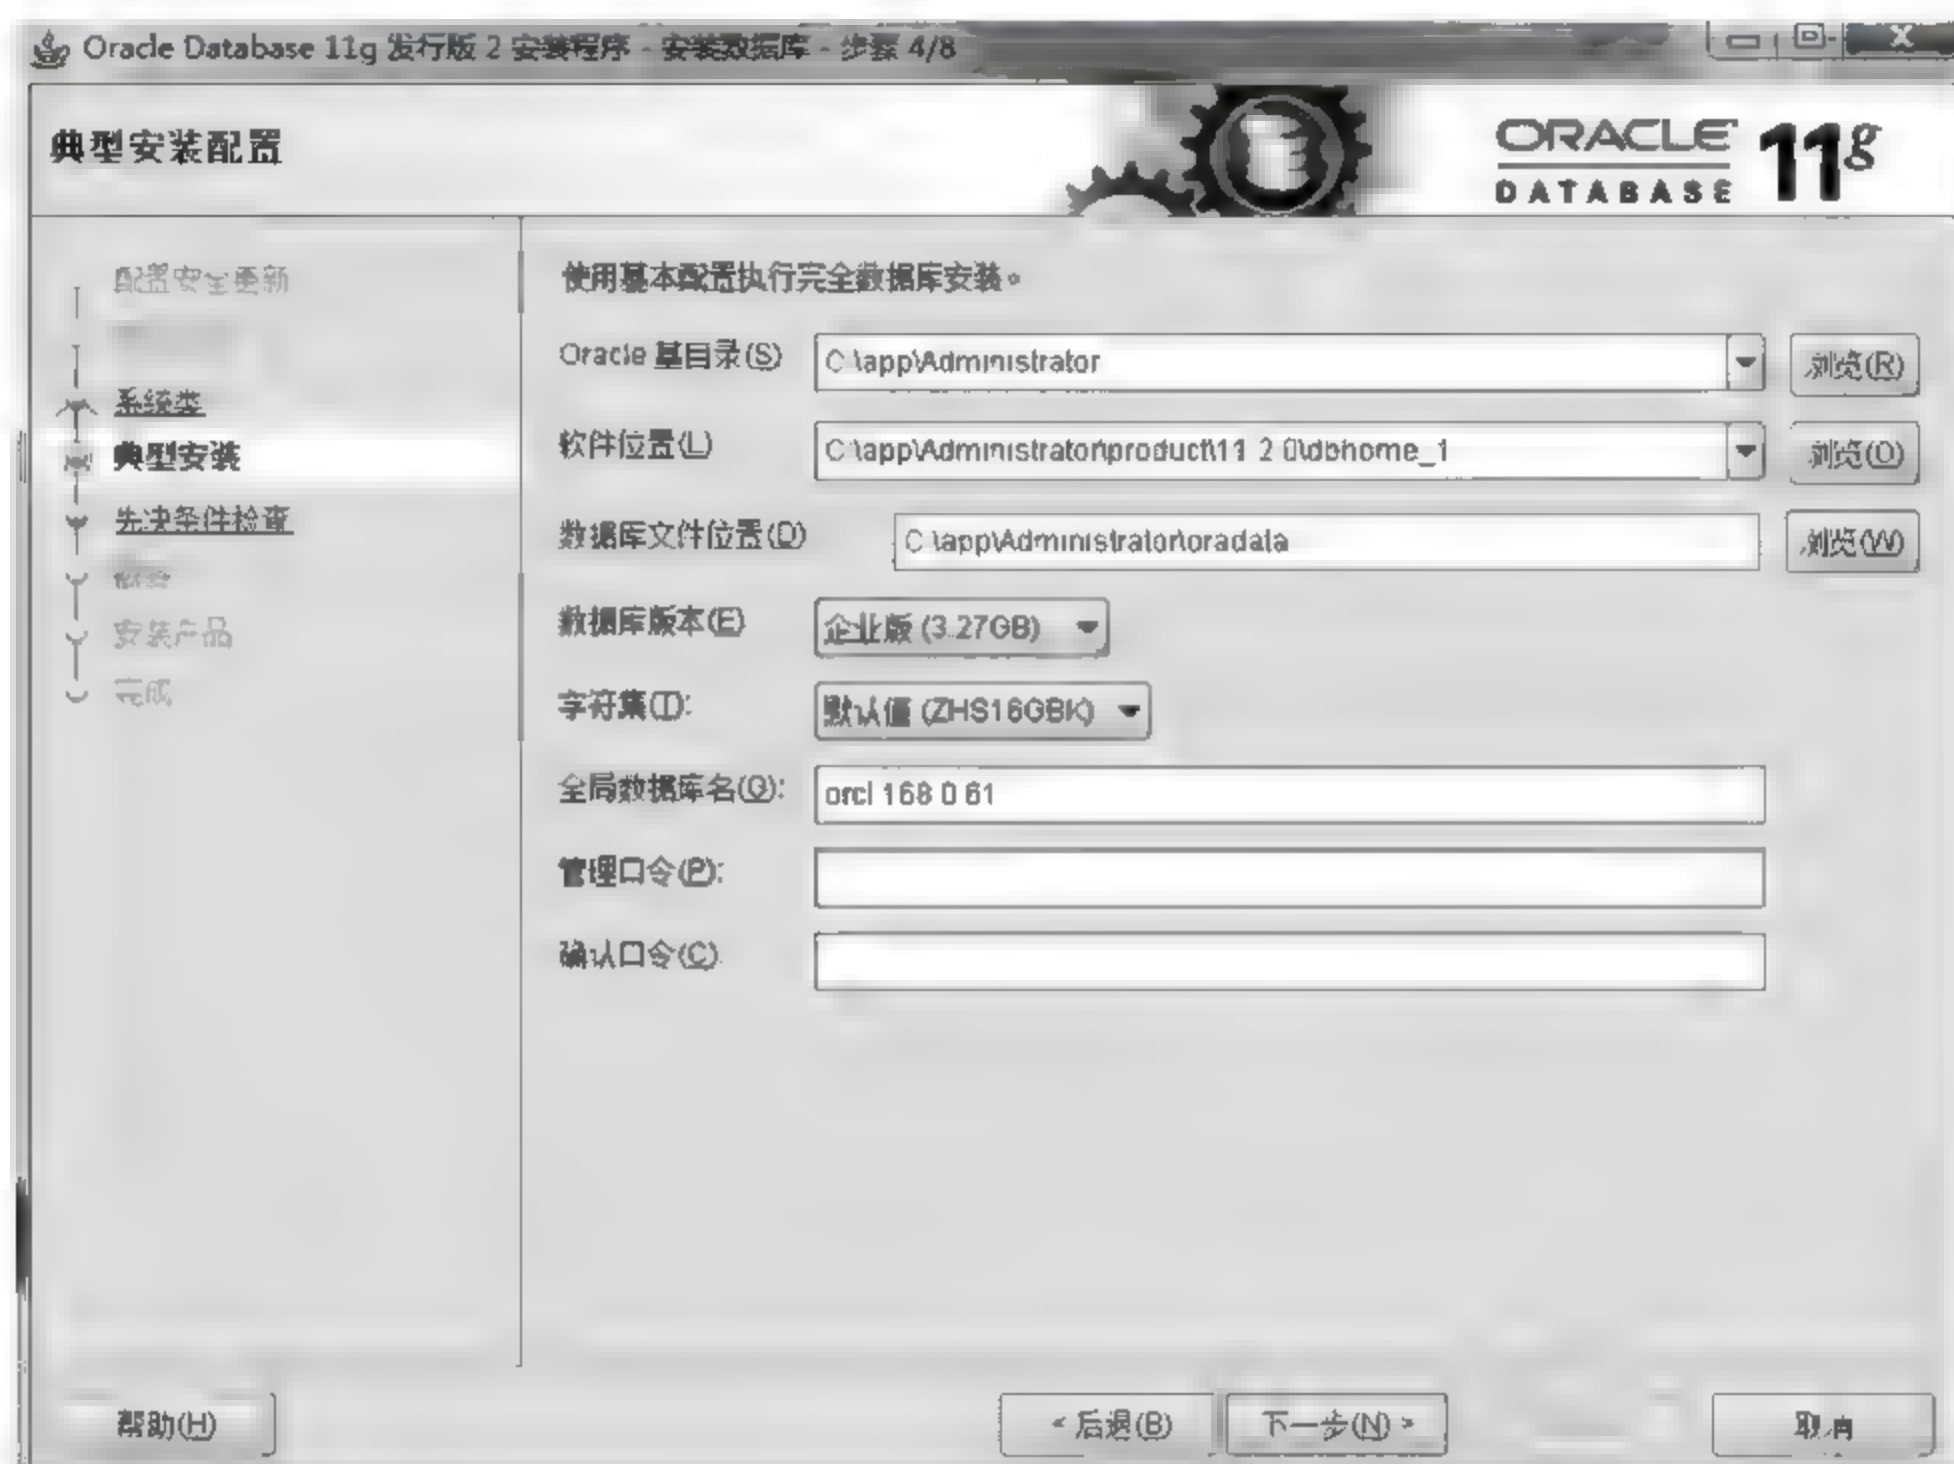 Oracle Database 11g 发行版 2 安装程序 - 安装数据库 - 步骤 4/8
典型安装配置
ORACLE
DATABASE
11g
配置安全更新
系统类
典型安装
先决条件检查
安装产品
完成
使用基本配置执行完全数据库安装。
Oracle 基目录(S)
C:\app\Administrator
浏览(R)
软件位置(L)
C:\app\Administrator\product\11 2 0\dbhome_1
浏览(O)
数据库文件位置(D)
C \app\Administrator\oradata
浏览(W)
数据库版本(E)
企业版 (3.27GB)
字符集(T):
默认值 (ZHS16GBK)
全局数据库名(G):
orcl 168 0 61
管理口令(P):
确认口令(C)
帮助(H)
< 后退(B)
下一步(N) >
取消